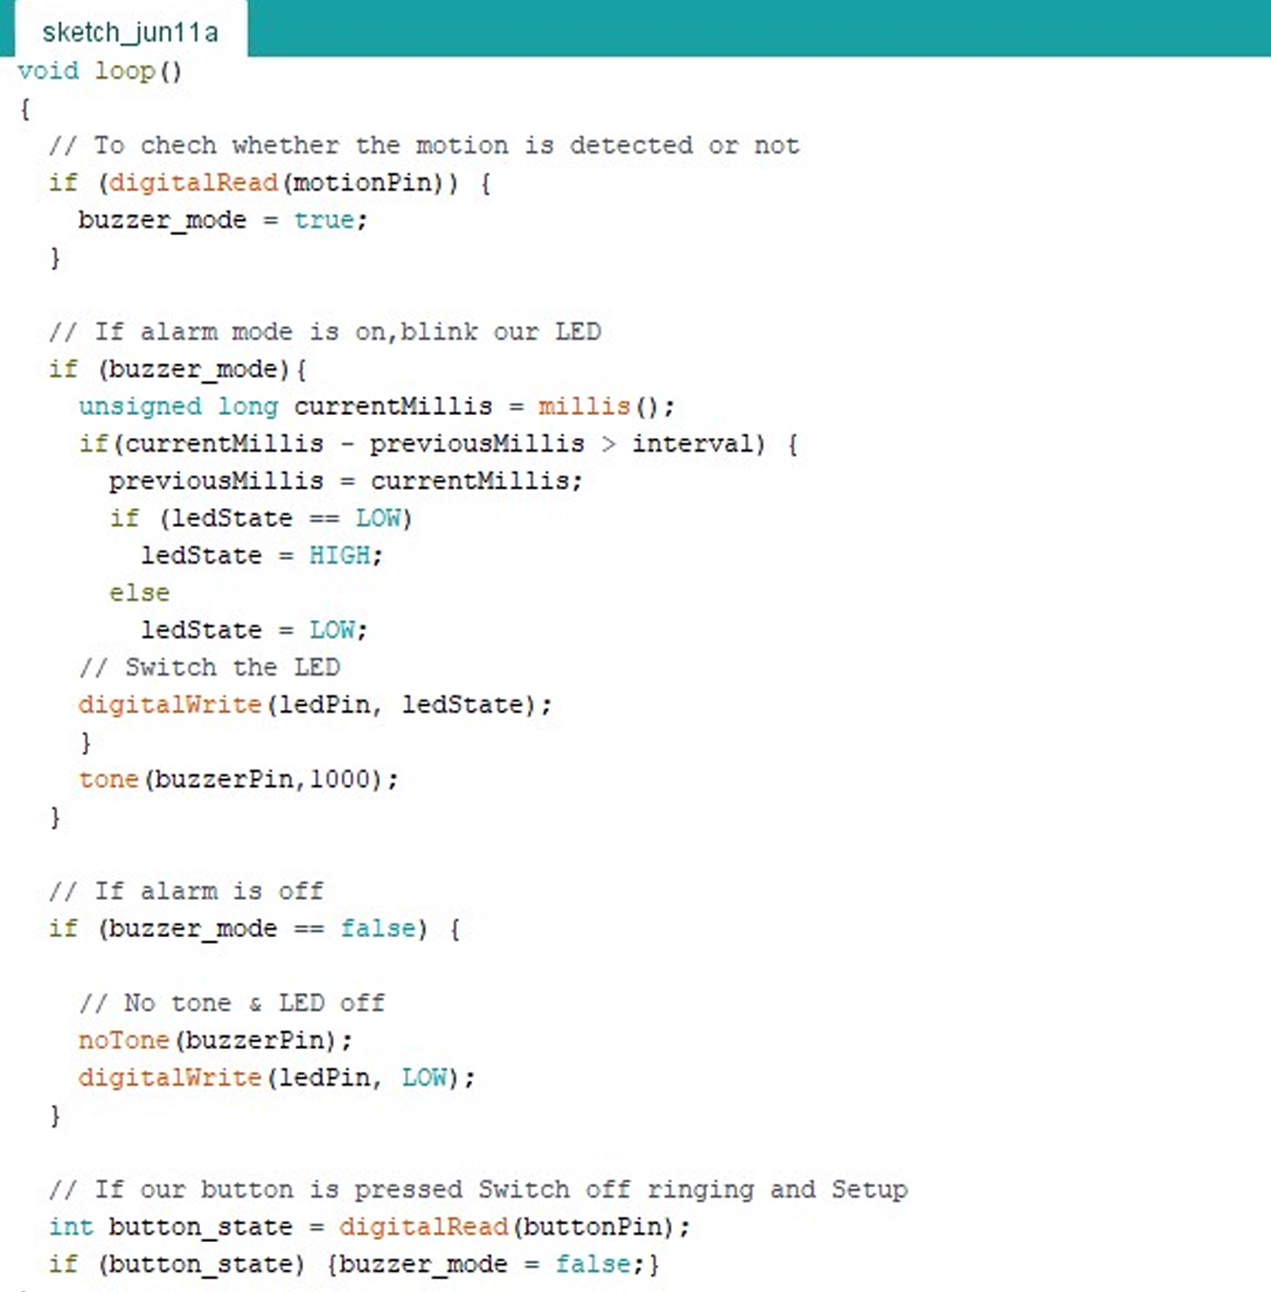 sketch_jun11a
void loop()
{
  // To chech whether the motion is detected or not
  if (digitalRead(motionPin)) {
    buzzer_mode = true;
  }

  // If alarm mode is on,blink our LED
  if (buzzer_mode){
    unsigned long currentMillis = millis();
    if(currentMillis - previousMillis > interval) {
      previousMillis = currentMillis;
      if (ledState == LOW)
        ledState = HIGH;
      else
        ledState = LOW;
    // Switch the LED
    digitalWrite(ledPin, ledState);
    }
    tone(buzzerPin,1000);
  }

  // If alarm is off
  if (buzzer_mode == false) {

    // No tone & LED off
    noTone(buzzerPin);
    digitalWrite(ledPin, LOW);
  }

  // If our button is pressed Switch off ringing and Setup
  int button_state = digitalRead(buttonPin);
  if (button_state) {buzzer_mode = false;}